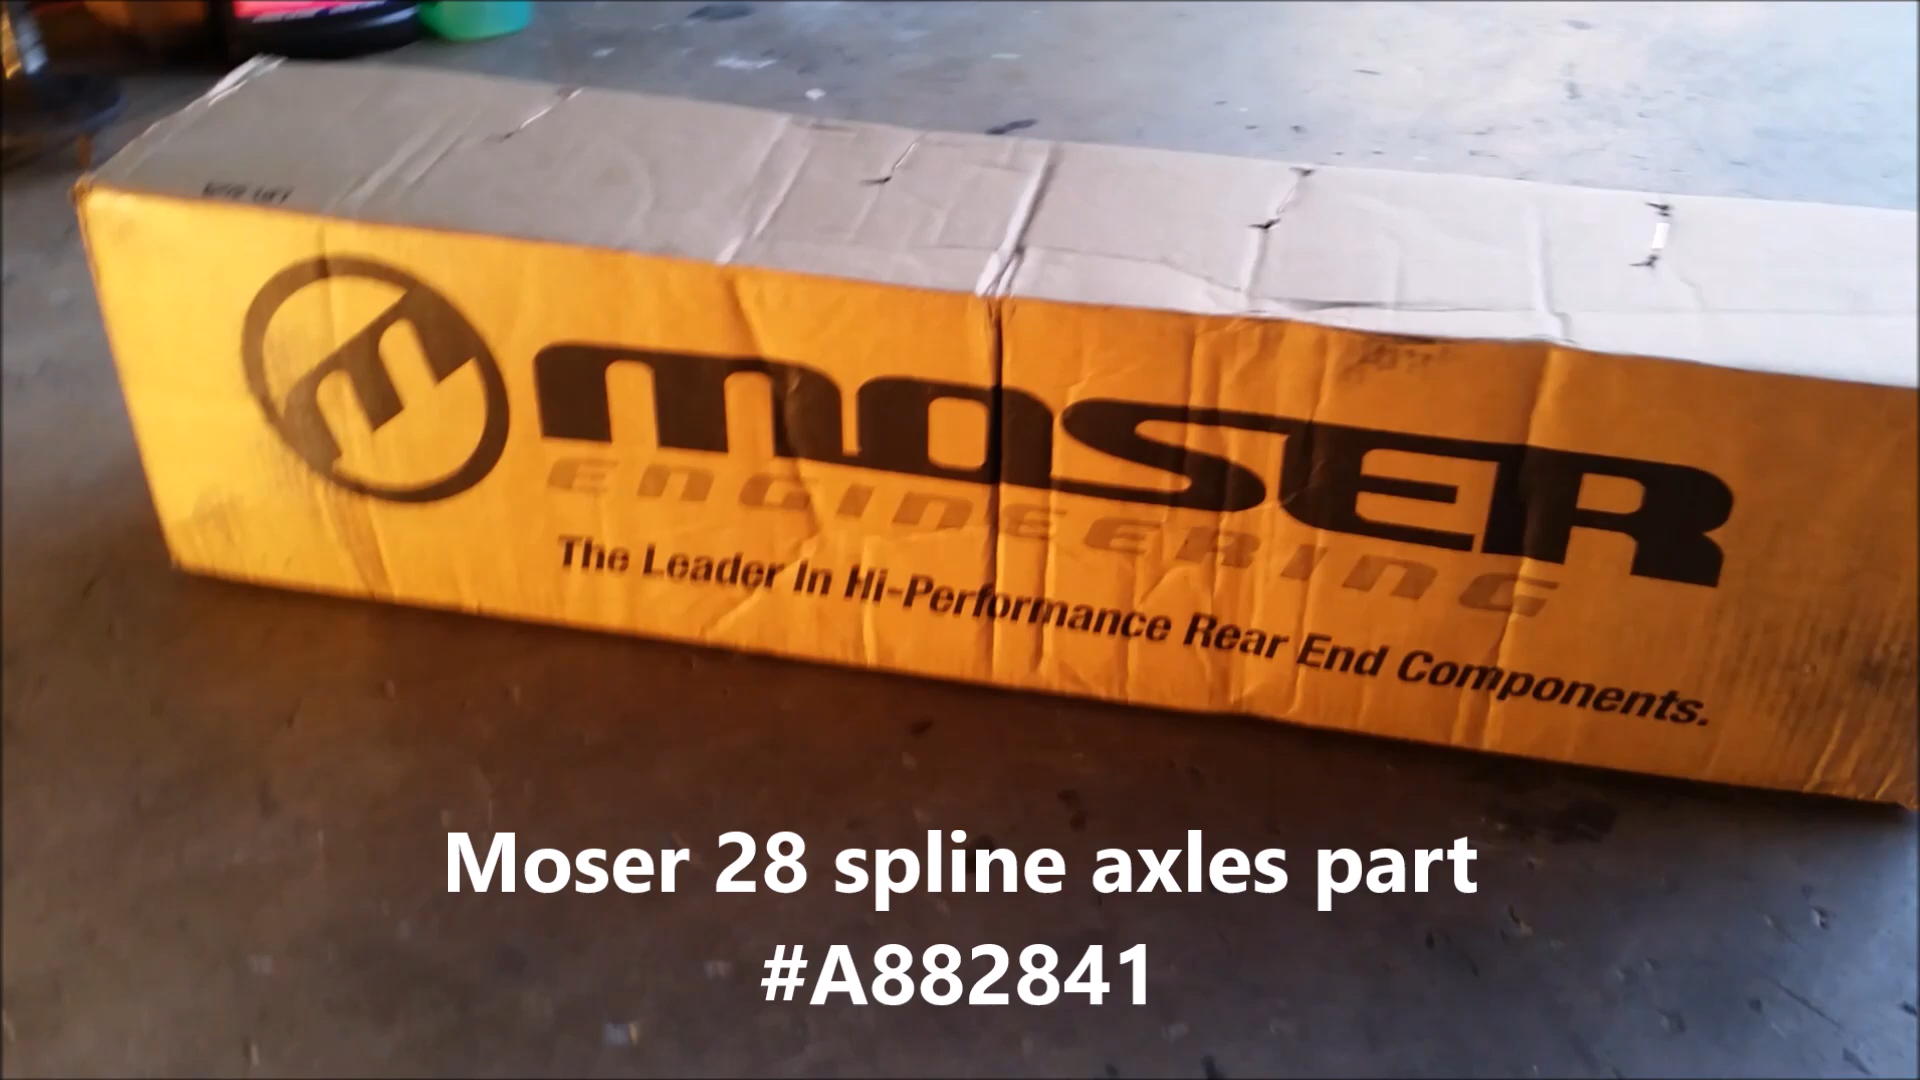 moser
ENGINEERING
The Leader In Hi-Performance Rear End Components.
Moser 28 spline axles part
#A882841